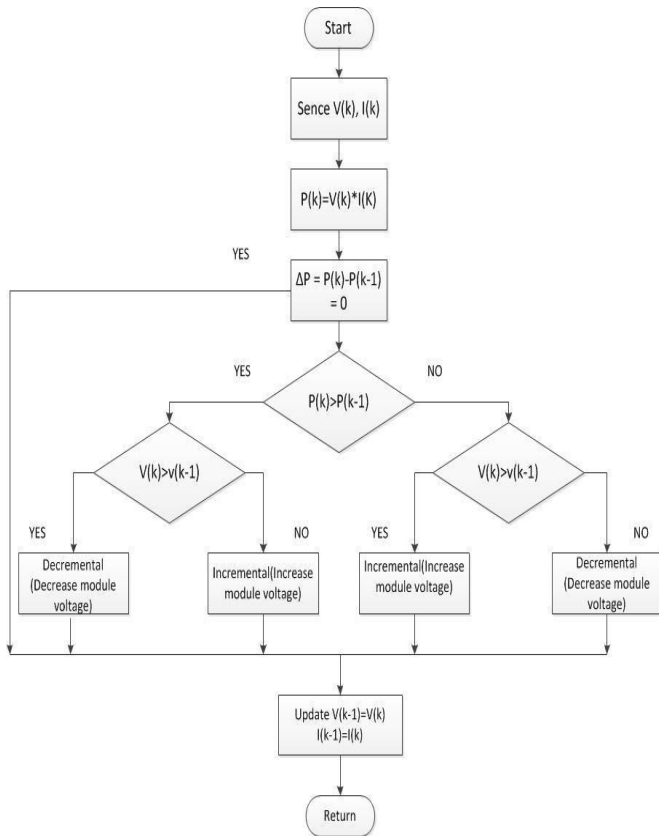 Start
Sence V(k), I(k)
P(k)=V(k)*I(K)
YES
ΔP = P(k)-P(k-1)
= 0
YES
NO
P(k)>P(k-1)
V(k)>v(k-1)
V(k)>v(k-1)
YES
NO
YES
NO
Decremental
(Decrease module
voltage)
Incremental(Increase
module voltage)
Incremental(Increase
module voltage)
Decremental
(Decrease module
voltage)
Update V(k-1)=V(k)
I(k-1)=I(k)
Return